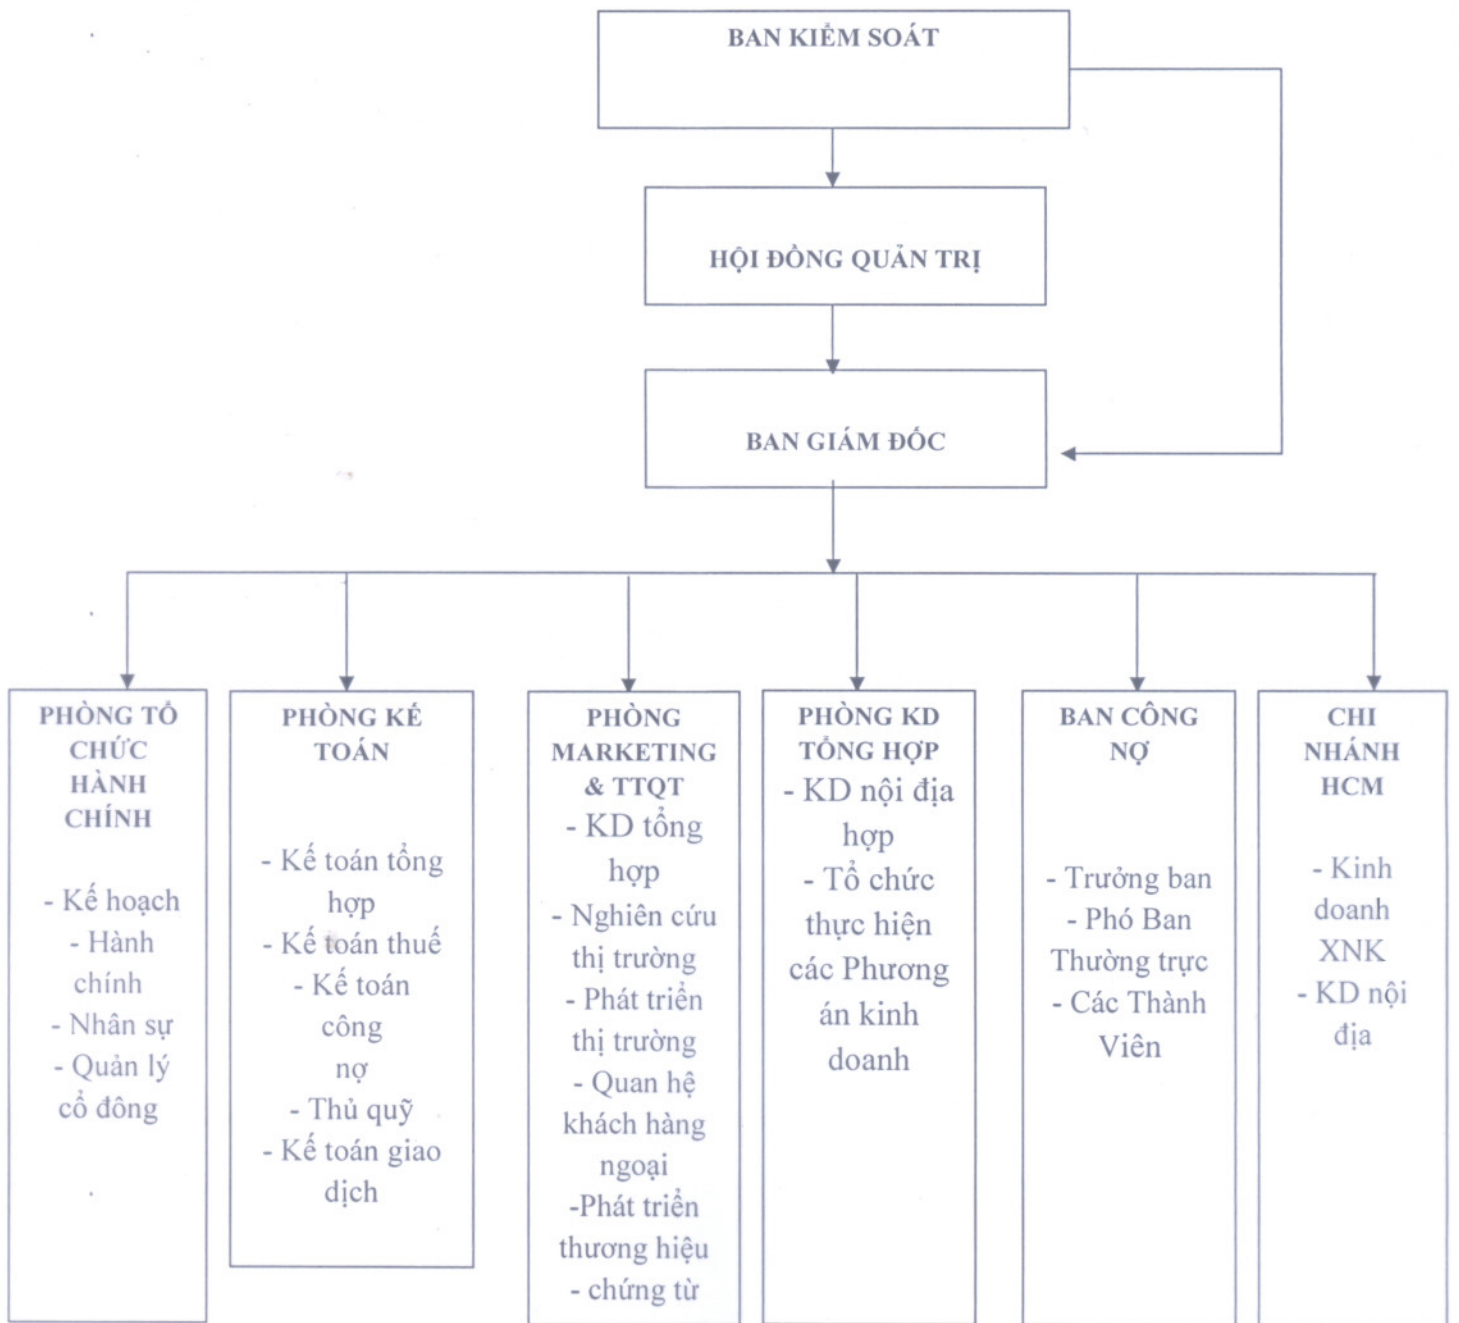 BAN KIỂM SOÁT
HỘI ĐỒNG QUẢN TRỊ
BAN GIÁM ĐỐC
PHÒNG TỔ
CHỨC
HÀNH
CHÍNH
- Kế hoạch
- Hành
chính
- Nhân sự
- Quản lý
cổ đông
PHÒNG KẾ
TOÁN
- Kế toán tổng
hợp
- Kế toán thuế
- Kế toán
công
nợ
- Thủ quỹ
- Kế toán giao
dịch
PHÒNG
MARKETING
& TTQT
- KD tổng
hợp
- Nghiên cứu
thị trường
- Phát triển
thị trường
- Quan hệ
khách hàng
ngoại
-Phát triển
thương hiệu
- chứng từ
PHÒNG KD
TỔNG HỢP
- KD nội địa
hợp
- Tổ chức
thực hiện
các Phương
án kinh
doanh
BAN CÔNG
NỢ
- Trưởng ban
- Phó Ban
Thường trực
- Các Thành
Viên
CHI
NHÁNH
HCM
- Kinh
doanh
XNK
- KD nội
địa